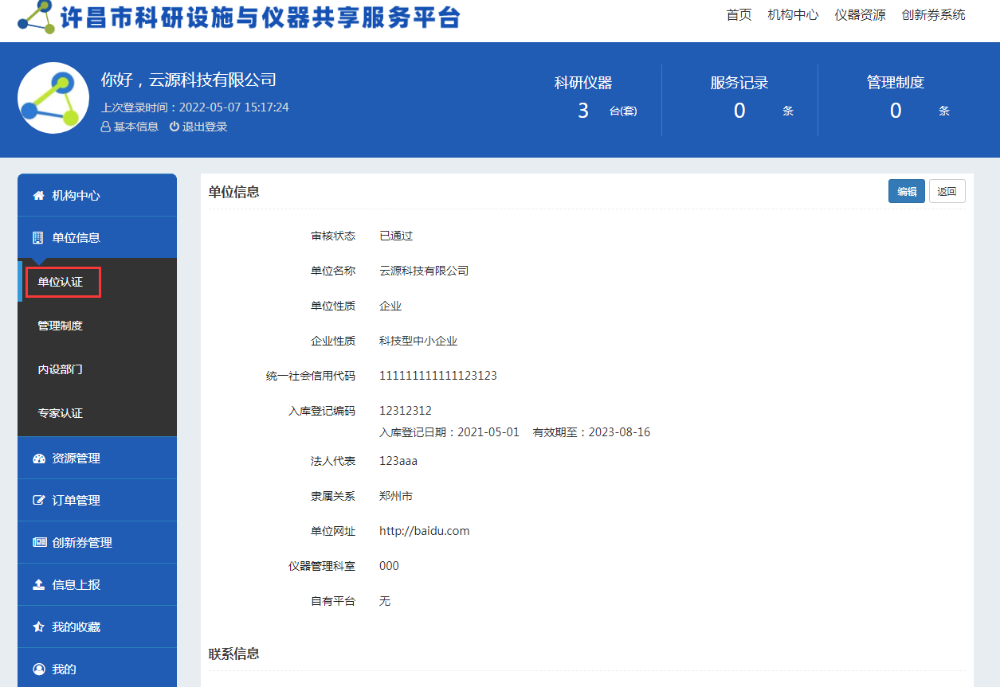 许昌市科研设施与仪器共享服务平台
首页 机构中心 仪器资源 创新券系统
你好，云源科技有限公司
上次登录时间：2022-05-07 15:17:24
基本信息 退出登录
科研仪器
3 台(套)
服务记录
0 条
管理制度
0 条
机构中心
单位信息
单位认证
管理制度
内设部门
专家认证
资源管理
订单管理
创新券管理
信息上报
我的收藏
我的
单位信息
编辑 返回
审核状态 已通过
单位名称 云源科技有限公司
单位性质 企业
企业性质 科技型中小企业
统一社会信用代码 111111111111123123
入库登记编码 12312312
入库登记日期：2021-05-01 有效期至：2023-08-16
法人代表 123aaa
隶属关系 郑州市
单位网址 http://baidu.com
仪器管理科室 000
自有平台 无
联系信息